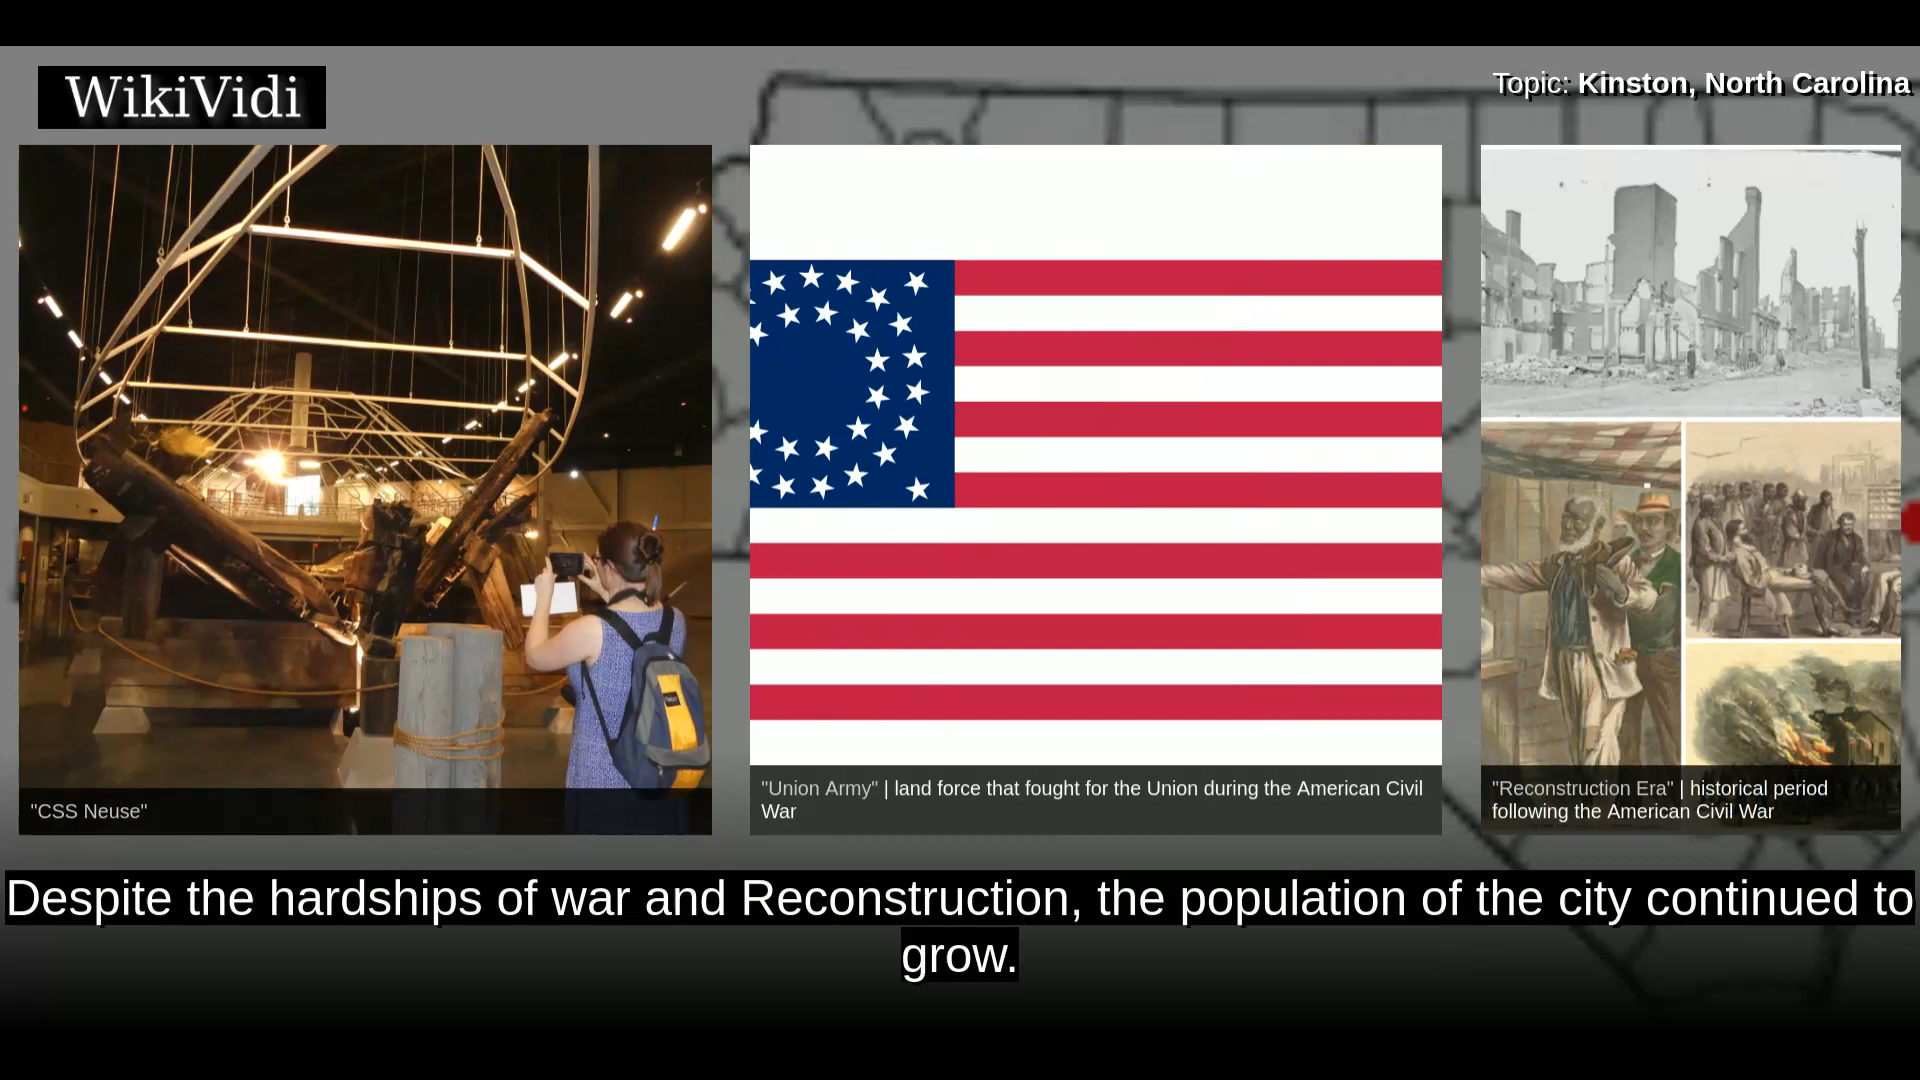 WikiVidi
Topic: Kinston, North Carolina
"CSS Neuse"
"Union Army" | land force that fought for the Union during the American Civil
War
"Reconstruction Era" | historical period
following the American Civil War
Despite the hardships of war and Reconstruction, the population of the city continued to
grow.